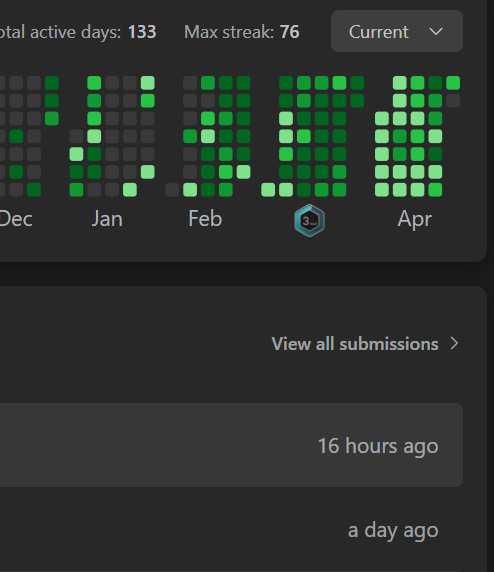 otal active days: 133 Max streak: 76 Current
Dec Jan Feb 3 Apr
View all submissions
16 hours ago
a day ago